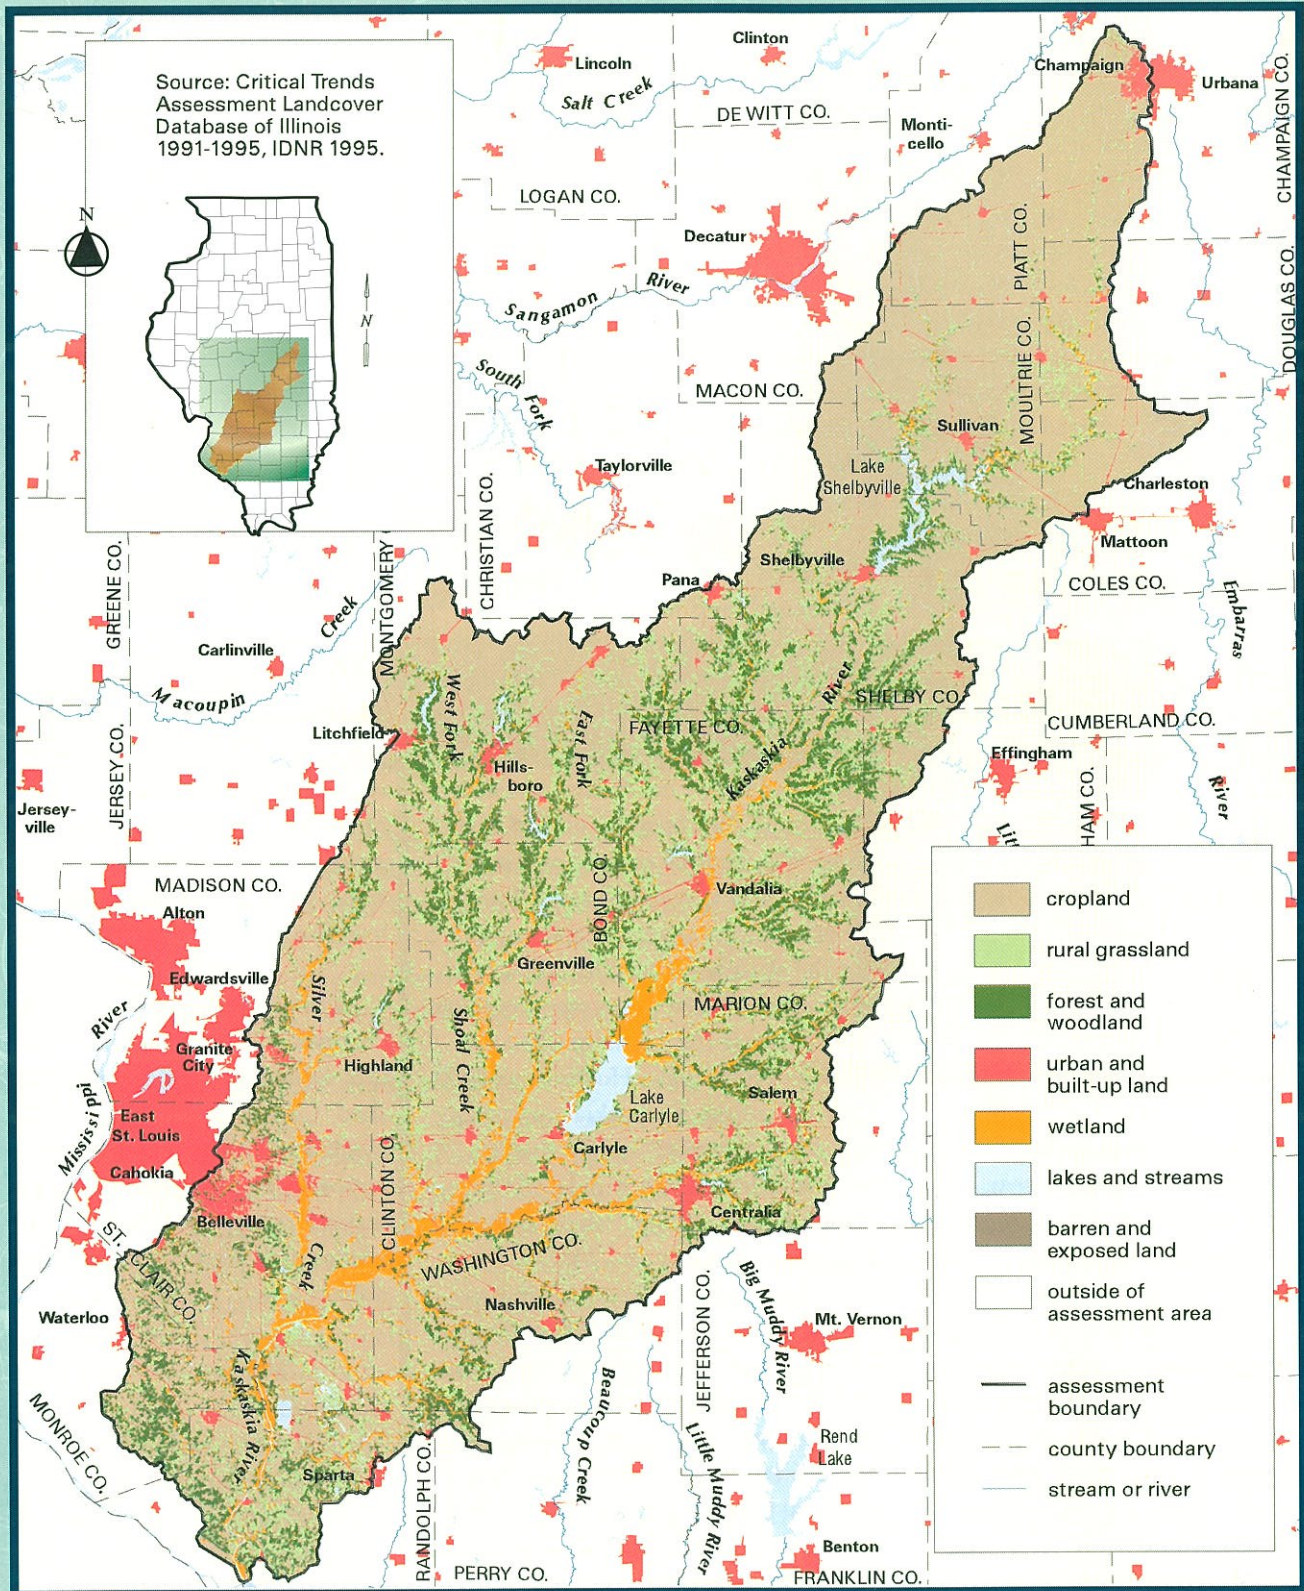 Source: Critical Trends
Assessment Landcover
Database of Illinois
1991-1995, IDNR 1995.
N
N
Lincoln
Clinton
Salt Creek
DE WITT CO.
Champaign
Urbana
CHAMPAIGN CO.
Monti-
cello
LOGAN CO.
Decatur
PIATT CO.
DOUGLAS CO.
Sangamon River
MOULTRIE CO.
South Fork
MACON CO.
Sullivan
Lake
Shelbyville
Taylorville
CHRISTIAN CO.
Charleston
Mattoon
Shelbyville
Pana
COLES CO.
Embarras
River
GREENE CO.
MONTGOMERY
Carlinville
Macoupin Creek
SHELBY CO.
CUMBERLAND CO.
JERSEY CO.
Litchfield
West Fork
East Fork
FAYETTE CO.
Kaskaskia River
Hills-
boro
Effingham
HAM CO.
Lit
Jersey-
ville
MADISON CO.
Alton
BOND CO.
Vandalia
Edwardsville
Greenville
Silver
Creek
MARION CO.
Mississippi River
Granite
City
Highland
Shoal Creek
Lake
Carlyle
Salem
East
St. Louis
Cahokia
Carlyle
Belleville
CLINTON CO.
Centralia
ST. CLAIR CO.
WASHINGTON CO.
Nashville
Waterloo
Kaskaskia River
JEFFERSON CO.
Big Muddy River
Mt. Vernon
MONROE CO.
Beaucoup Creek
Little Muddy River
Rend
Lake
Sparta
RANDOLPH CO.
PERRY CO.
Benton
FRANKLIN CO.
cropland
rural grassland
forest and
woodland
urban and
built-up land
wetland
lakes and streams
barren and
exposed land
outside of
assessment area
assessment
boundary
county boundary
stream or river